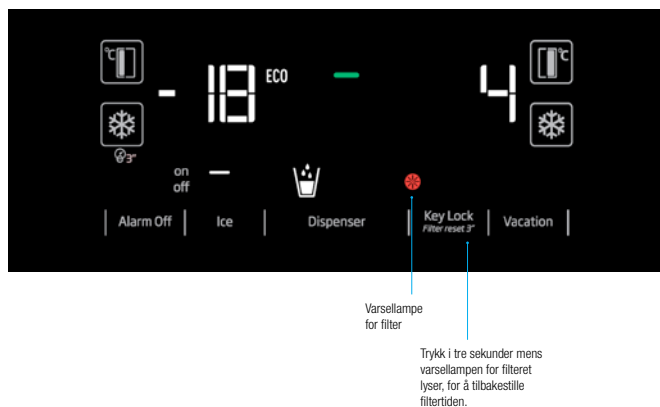 °C
°C
- 18
ECO
4
3"
on
off
Alarm Off
Ice
Dispenser
Key Lock
Filter reset 3"
Vacation
Varsellampe
for filter
Trykk i tre sekunder mens
varsellampen for filteret
lyser, for å tilbakestille
filtertiden.